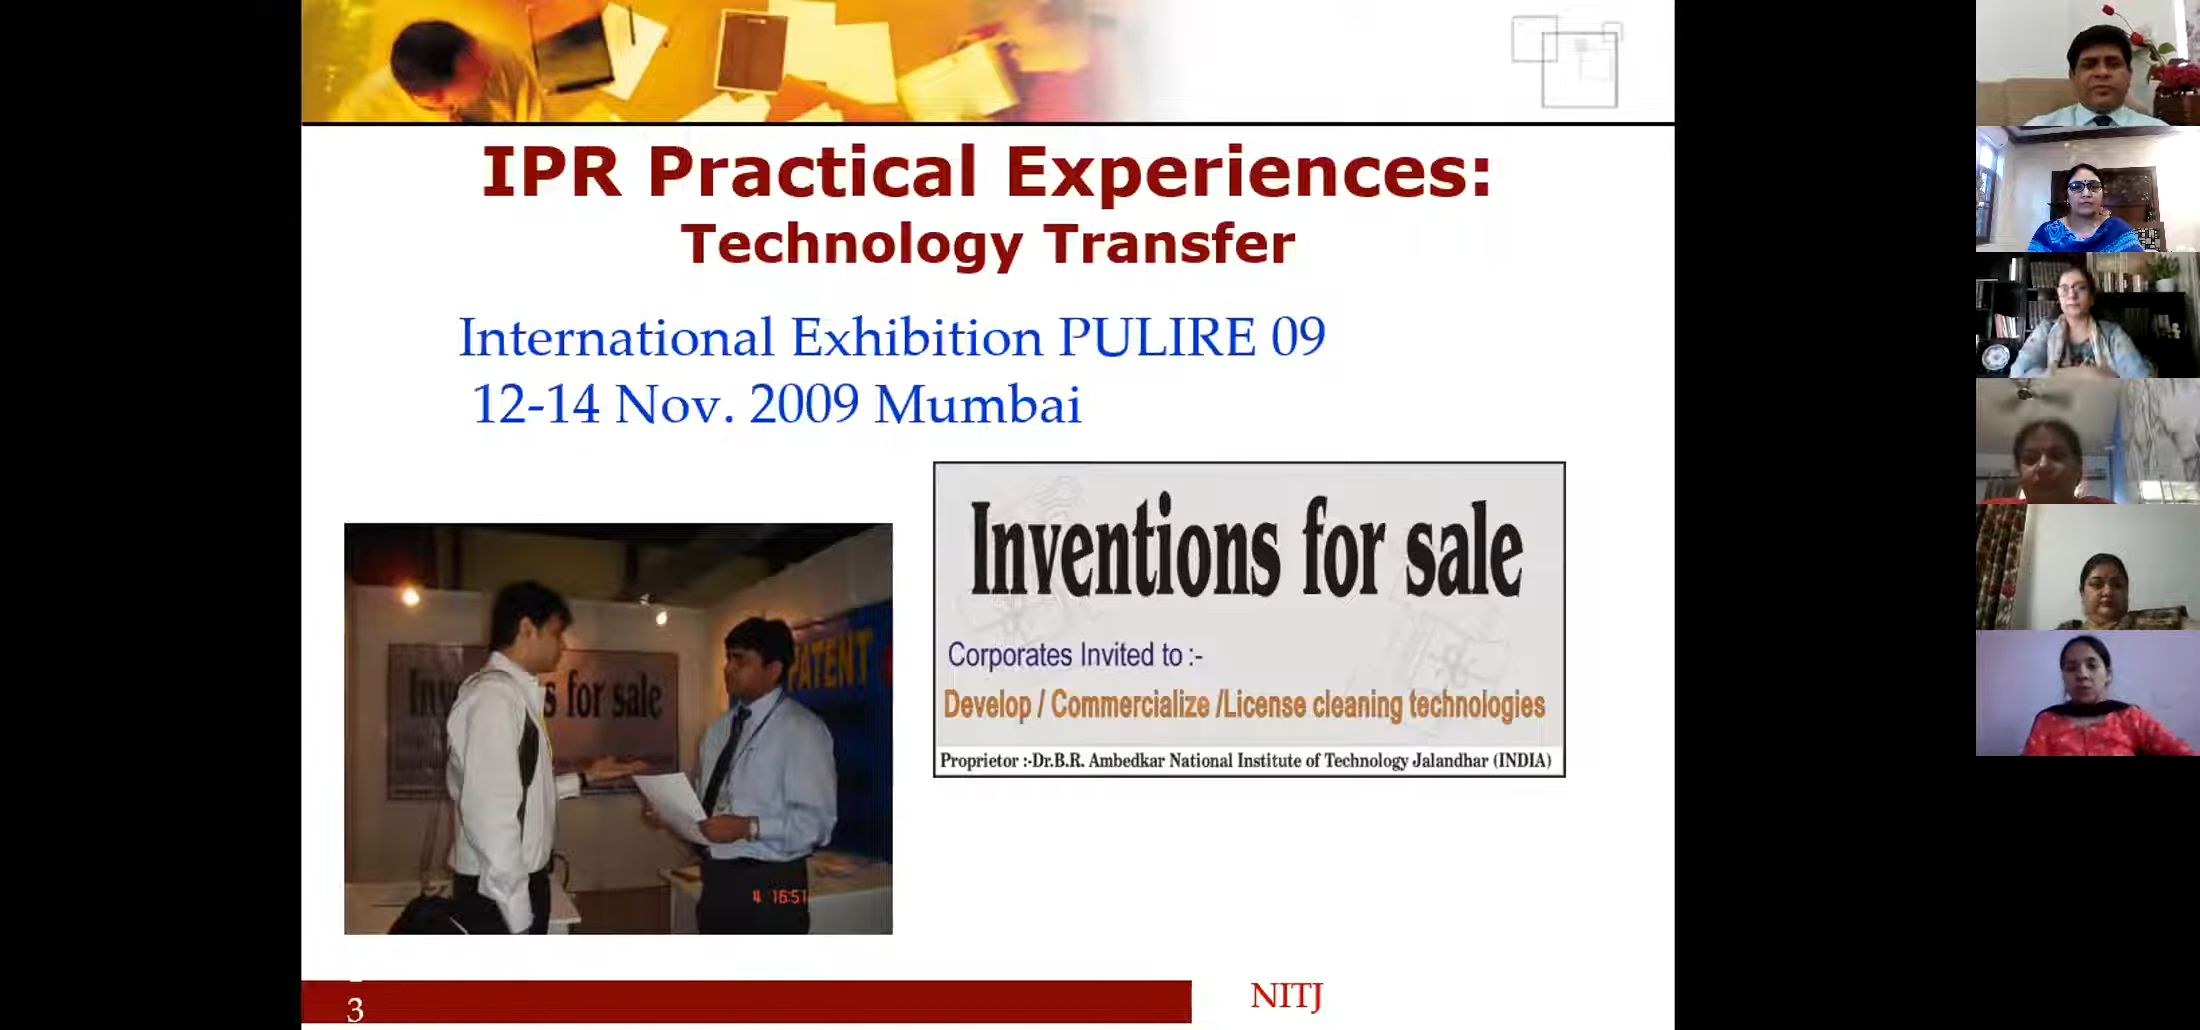 IPR Practical Experiences:
Technology Transfer
International Exhibition PULIRE 09
12-14 Nov. 2009 Mumbai
Inventions for sale
Corporates Invited to :-
Develop / Commercialize /License cleaning technologies
Proprietor :-Dr.B.R. Ambedkar National Institute of Technology Jalandhar (INDIA)
Inv s for sale
PATENT
4 16:51
3
NITJ